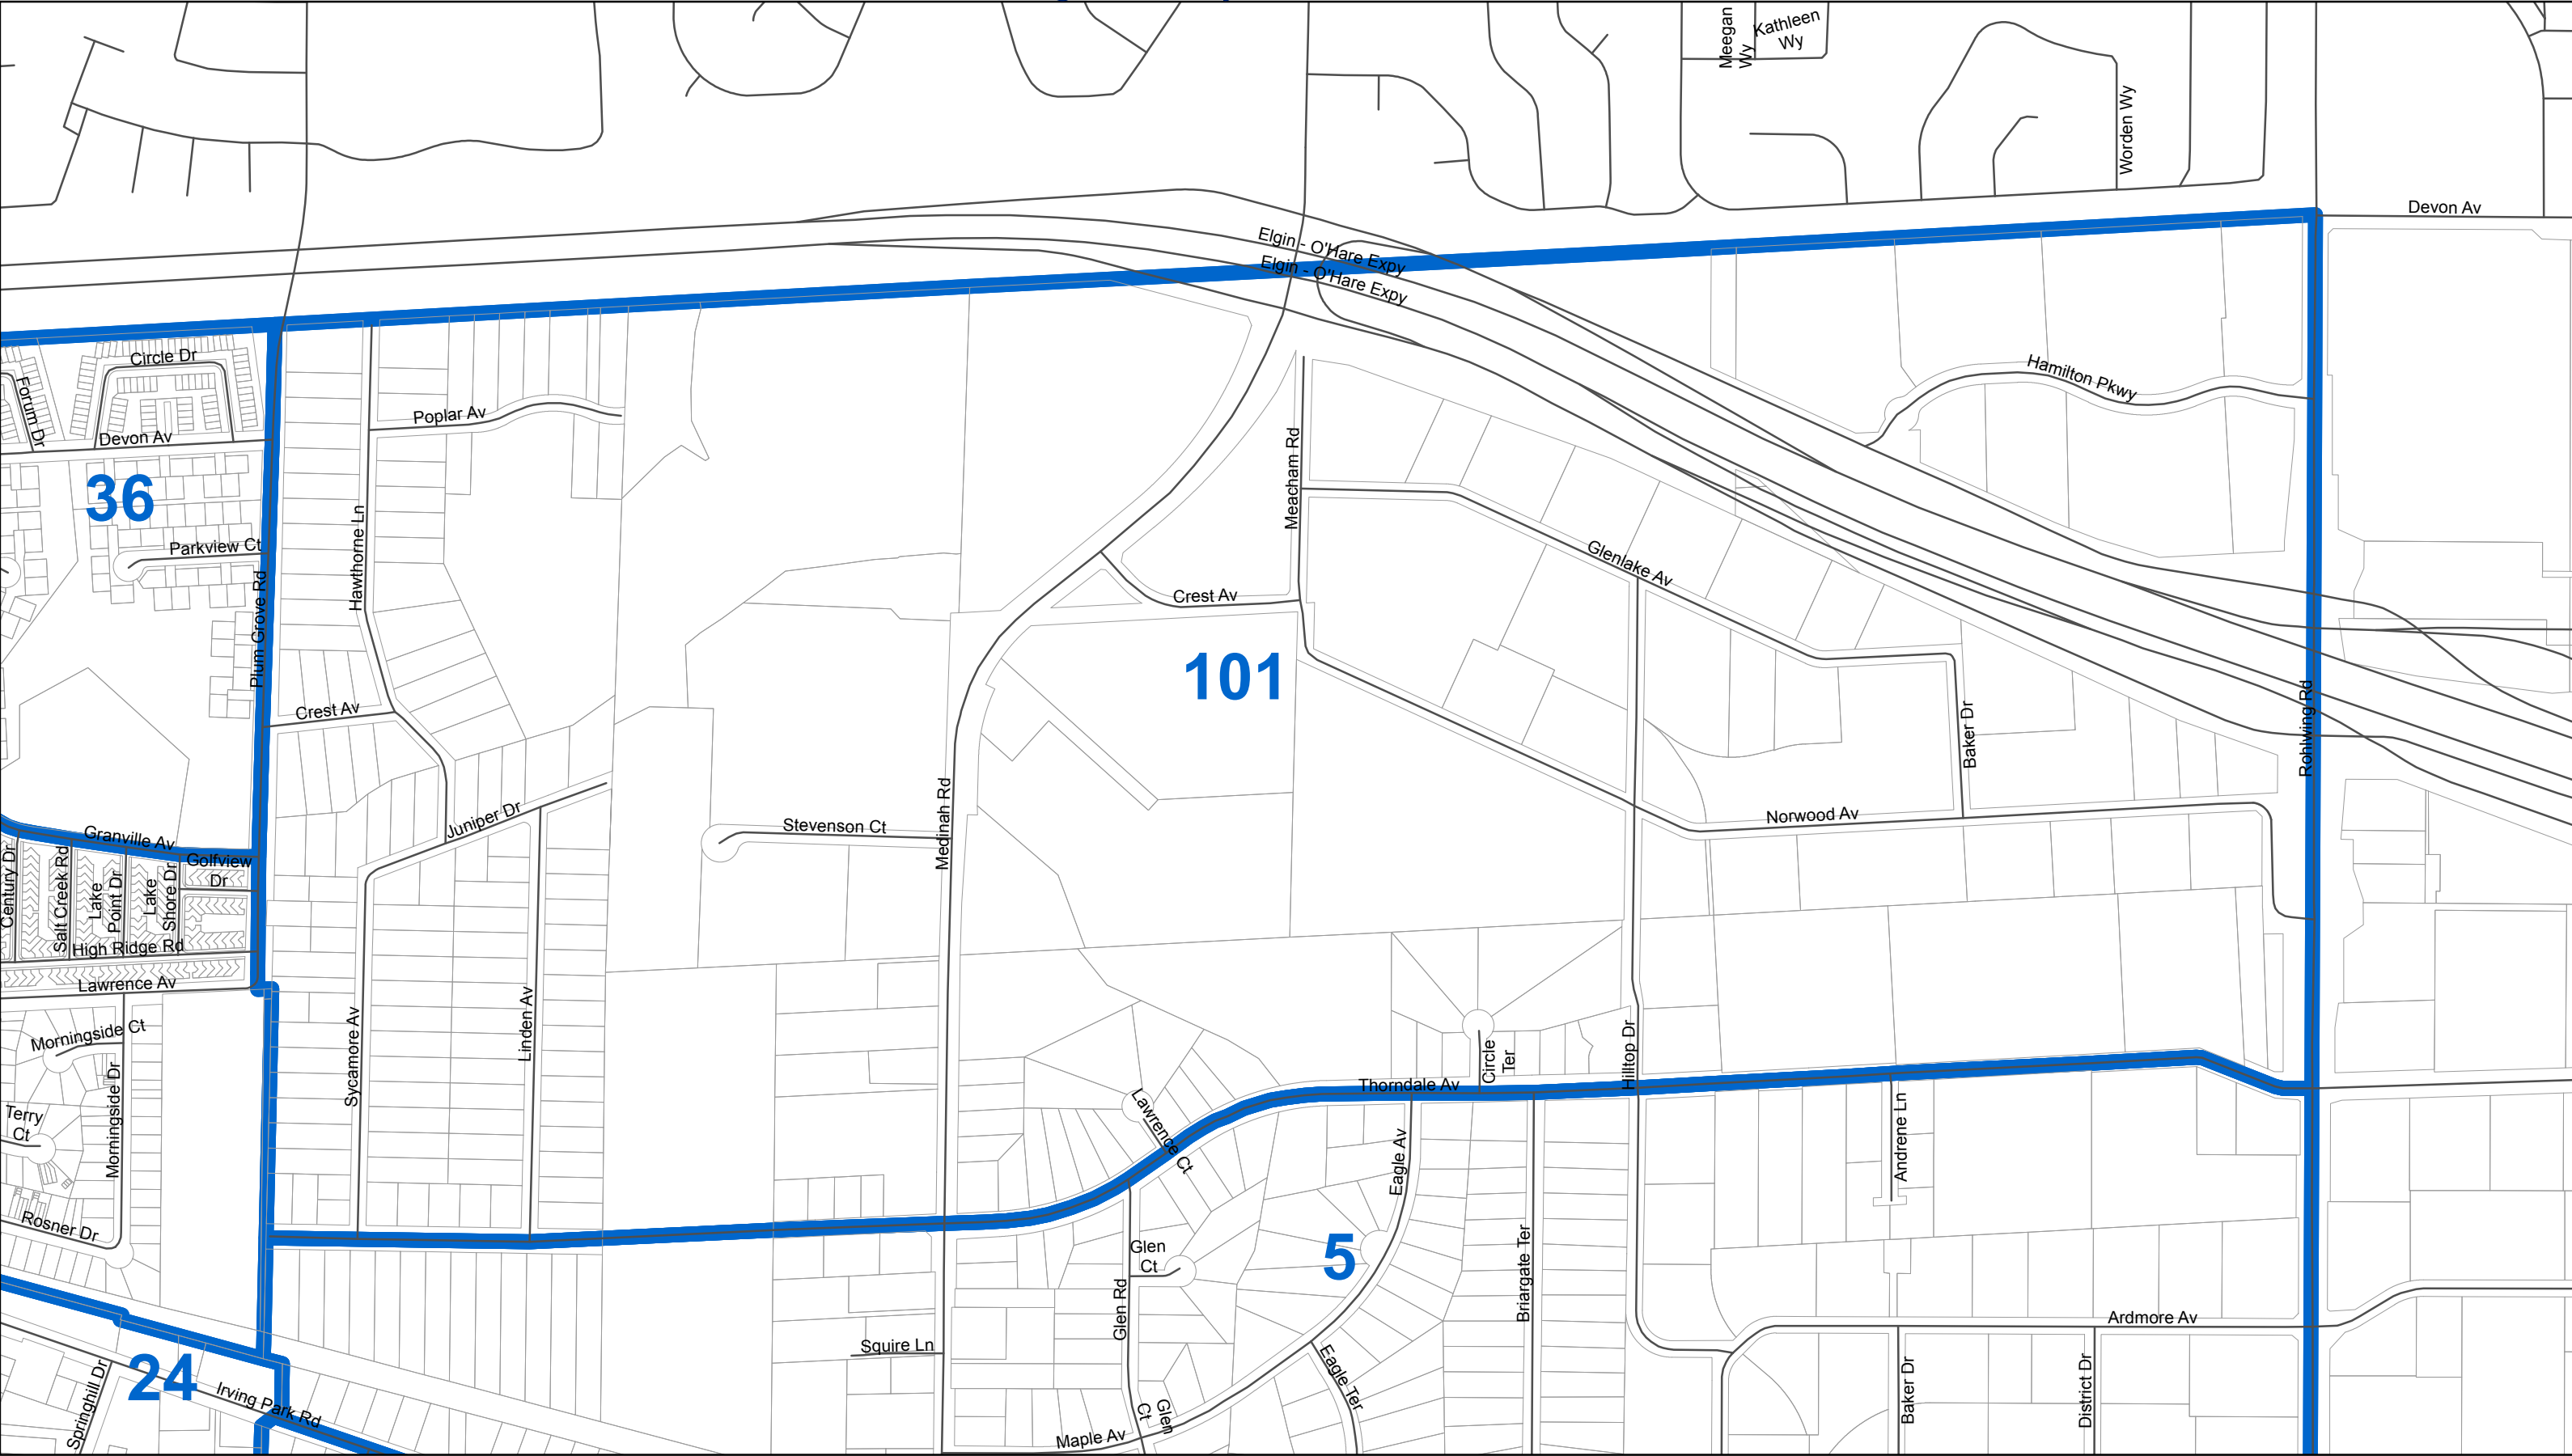 Meegan
Wy
Kathleen
Wy
Worden Wy
Devon Av
Elgin - O'Hare Expy
Elgin - O'Hare Expy
Circle Dr
Forum Dr
Devon Av
36
Parkview Ct
Plum Grove Rd
Hawthorne Ln
Poplar Av
Crest Av
Juniper Dr
Meacham Rd
Crest Av
101
Glenlake Av
Hamilton Pkwy
Baker Dr
Rohlwing Rd
Norwood Av
Stevenson Ct
Medinah Rd
Granville Av
Golfview
Dr
Century Dr
Salt Creek Rd
Lake
Point Dr
Lake
Shore Dr
High Ridge Rd
Lawrence Av
Morningside Ct
Morningside Dr
Terry
Ct
Rosner Dr
Sycamore Av
Linden Av
Circle
Ter
Hilltop Dr
Thorndale Av
Lawrence Ct
Andrene Ln
Eagle Av
5
Briargate Ter
Glen
Ct
Glen Rd
Squire Ln
Ardmore Av
24
Springhill Dr
Irving Park Rd
Eagle Ter
Glen
Ct
Maple Av
Baker Dr
District Dr